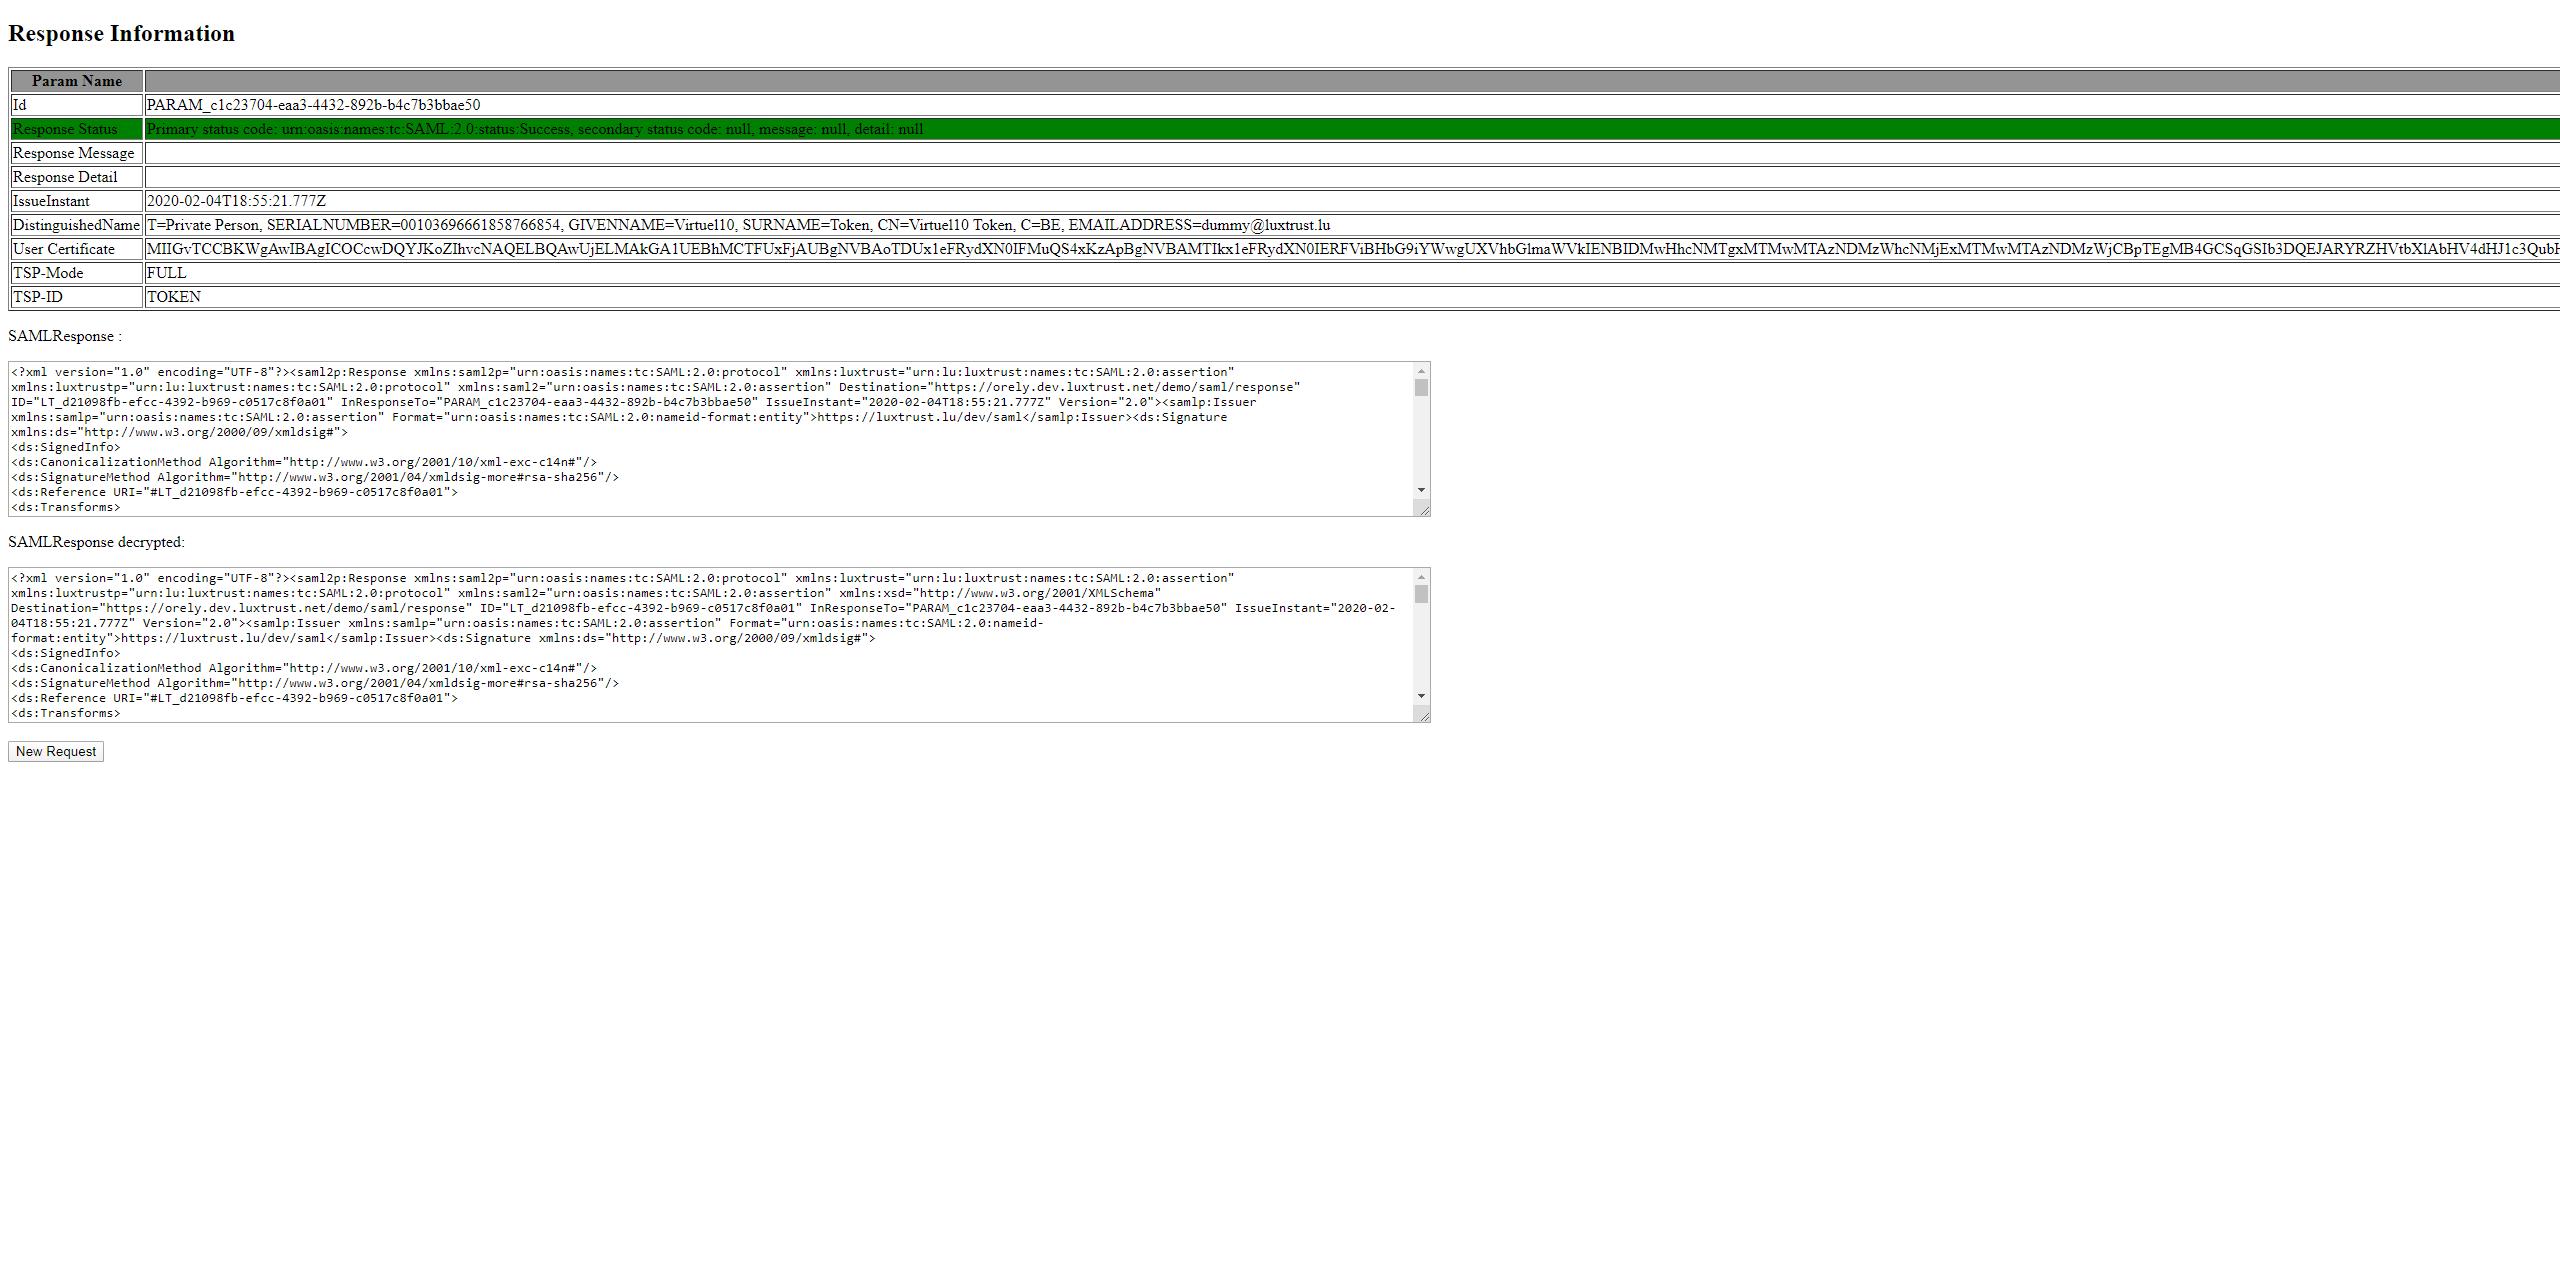 Response Information
Param Name
Id PARAM_c1c23704-eaa3-4432-892b-b4c7b3bbae50
Response Status Primary status code: urn:oasis:names:tc:SAML:2.0:status:Success, secondary status code: null, message: null, detail: null
Response Message
Response Detail
IssueInstant 2020-02-04T18:55:21.777Z
DistinguishedName T=Private Person, SERIALNUMBER=00103696661858766854, GIVENNAME=Virtuel10, SURNAME=Token, CN=Virtuel10 Token, C=BE, EMAILADDRESS=dummy@luxtrust.lu
User Certificate MIIGvTCCBKWgAwIBAgICOCcwDQYJKoZIhvcNAQELBQAwUjELMAkGA1UEBhMCTFUxFjAUBgNVBAoTDUx1eFRydXN0IFMuQS4xKzApBgNVBAMTIkx1eFRydXN0IERFViBHbG9iYWwgUXVhbGlmaWVkIENBIDMwHhcNMTgxMTMwMTAzNDMzWhcNMjExMTMwMTAzNDMzWjCBpTEgMB4GCSqGSIb3DQEJARYRZHVtbXlAbHV4dHJ1c3QubH
TSP-Mode FULL
TSP-ID TOKEN
SAMLResponse :
<?xml version="1.0" encoding="UTF-8"?><saml2p:Response xmlns:saml2p="urn:oasis:names:tc:SAML:2.0:protocol" xmlns:luxtrust="urn:lu:luxtrust:names:tc:SAML:2.0:assertion"
xmlns:luxtrustp="urn:lu:luxtrust:names:tc:SAML:2.0:protocol" xmlns:saml2="urn:oasis:names:tc:SAML:2.0:assertion" Destination="https://orely.dev.luxtrust.net/demo/saml/response"
ID="LT_d21098fb-efcc-4392-b969-c0517c8f0a01" InResponseTo="PARAM_c1c23704-eaa3-4432-892b-b4c7b3bbae50" IssueInstant="2020-02-04T18:55:21.777Z" Version="2.0"><samlp:Issuer
xmlns:samlp="urn:oasis:names:tc:SAML:2.0:assertion" Format="urn:oasis:names:tc:SAML:2.0:nameid-format:entity">https://luxtrust.lu/dev/saml</samlp:Issuer><ds:Signature
xmlns:ds="http://www.w3.org/2000/09/xmldsig#">
<ds:SignedInfo>
<ds:CanonicalizationMethod Algorithm="http://www.w3.org/2001/10/xml-exc-c14n#"/>
<ds:SignatureMethod Algorithm="http://www.w3.org/2001/04/xmldsig-more#rsa-sha256"/>
<ds:Reference URI="#LT_d21098fb-efcc-4392-b969-c0517c8f0a01">
<ds:Transforms>
SAMLResponse decrypted:
<?xml version="1.0" encoding="UTF-8"?><saml2p:Response xmlns:saml2p="urn:oasis:names:tc:SAML:2.0:protocol" xmlns:luxtrust="urn:lu:luxtrust:names:tc:SAML:2.0:assertion"
xmlns:luxtrustp="urn:lu:luxtrust:names:tc:SAML:2.0:protocol" xmlns:saml2="urn:oasis:names:tc:SAML:2.0:assertion" xmlns:xsd="http://www.w3.org/2001/XMLSchema"
Destination="https://orely.dev.luxtrust.net/demo/saml/response" ID="LT_d21098fb-efcc-4392-b969-c0517c8f0a01" InResponseTo="PARAM_c1c23704-eaa3-4432-892b-b4c7b3bbae50" IssueInstant="2020-02-
04T18:55:21.777Z" Version="2.0"><samlp:Issuer xmlns:samlp="urn:oasis:names:tc:SAML:2.0:assertion" Format="urn:oasis:names:tc:SAML:2.0:nameid-
format:entity">https://luxtrust.lu/dev/saml</samlp:Issuer><ds:Signature xmlns:ds="http://www.w3.org/2000/09/xmldsig#">
<ds:SignedInfo>
<ds:CanonicalizationMethod Algorithm="http://www.w3.org/2001/10/xml-exc-c14n#"/>
<ds:SignatureMethod Algorithm="http://www.w3.org/2001/04/xmldsig-more#rsa-sha256"/>
<ds:Reference URI="#LT_d21098fb-efcc-4392-b969-c0517c8f0a01">
<ds:Transforms>
New Request